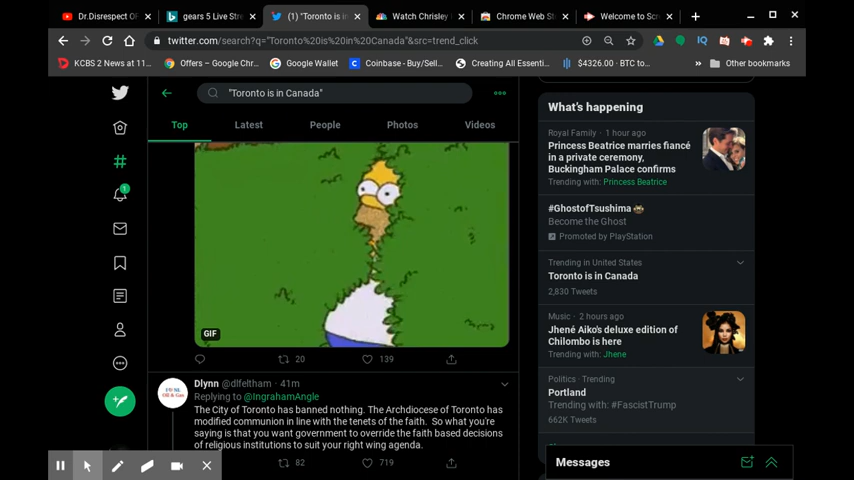 Dr.Disrespect Of
gears 5 Live Stre
(1) "Toronto is in
Watch Chrisley K
Chrome Web St
Welcome to Scre
twitter.com/search?q="Toronto%20is%20in%20Canada"&src=trend_click
KCBS 2 News at 11...
Offers – Google Chr...
Google Wallet
Coinbase - Buy/Sell...
Creating All Essenti...
$4326.00 · BTC to...
Other bookmarks
"Toronto is in Canada"
Top
Latest
People
Photos
Videos
GIF
20
139
Dlynn @dlfeltham · 41m
Replying to @IngrahamAngle
The City of Toronto has banned nothing. The Archdiocese of Toronto has
modified communion in line with the tenets of the faith. So what you're
saying is that you want government to override the faith based decisions
of religious institutions to suit your right wing agenda.
82
719
1
What's happening
Royal Family · 1 hour ago
Princess Beatrice marries fiancé
in a private ceremony,
Buckingham Palace confirms
Trending with: Princess Beatrice
#GhostofTsushima
Become the Ghost
Promoted by PlayStation
Trending in United States
Toronto is in Canada
2,830 Tweets
Music · 2 hours ago
Jhené Aiko's deluxe edition of
Chilombo is here
Trending with: Jhene
Politics · Trending
Portland
Trending with: #FascistTrump
662K Tweets
Messages